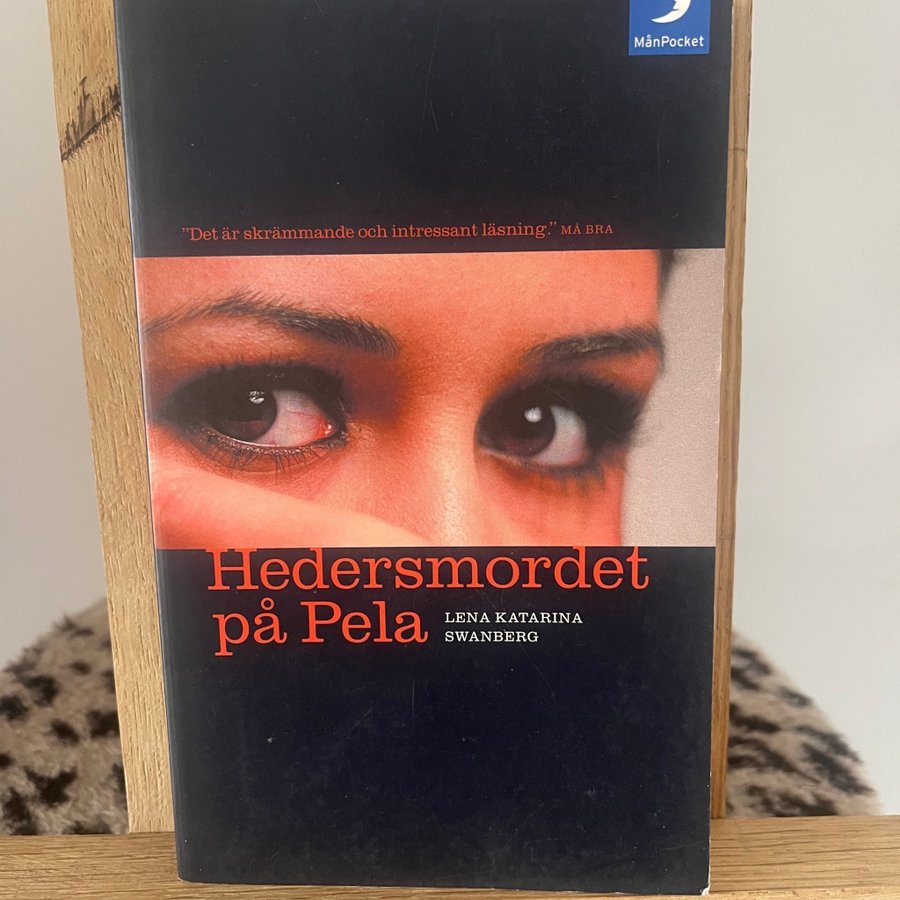 MånPocket
”Det är skrämmande och intressant läsning.” MÅ BRA
Hedersmordet
på Pela
LENA KATARINA
SWANBERG